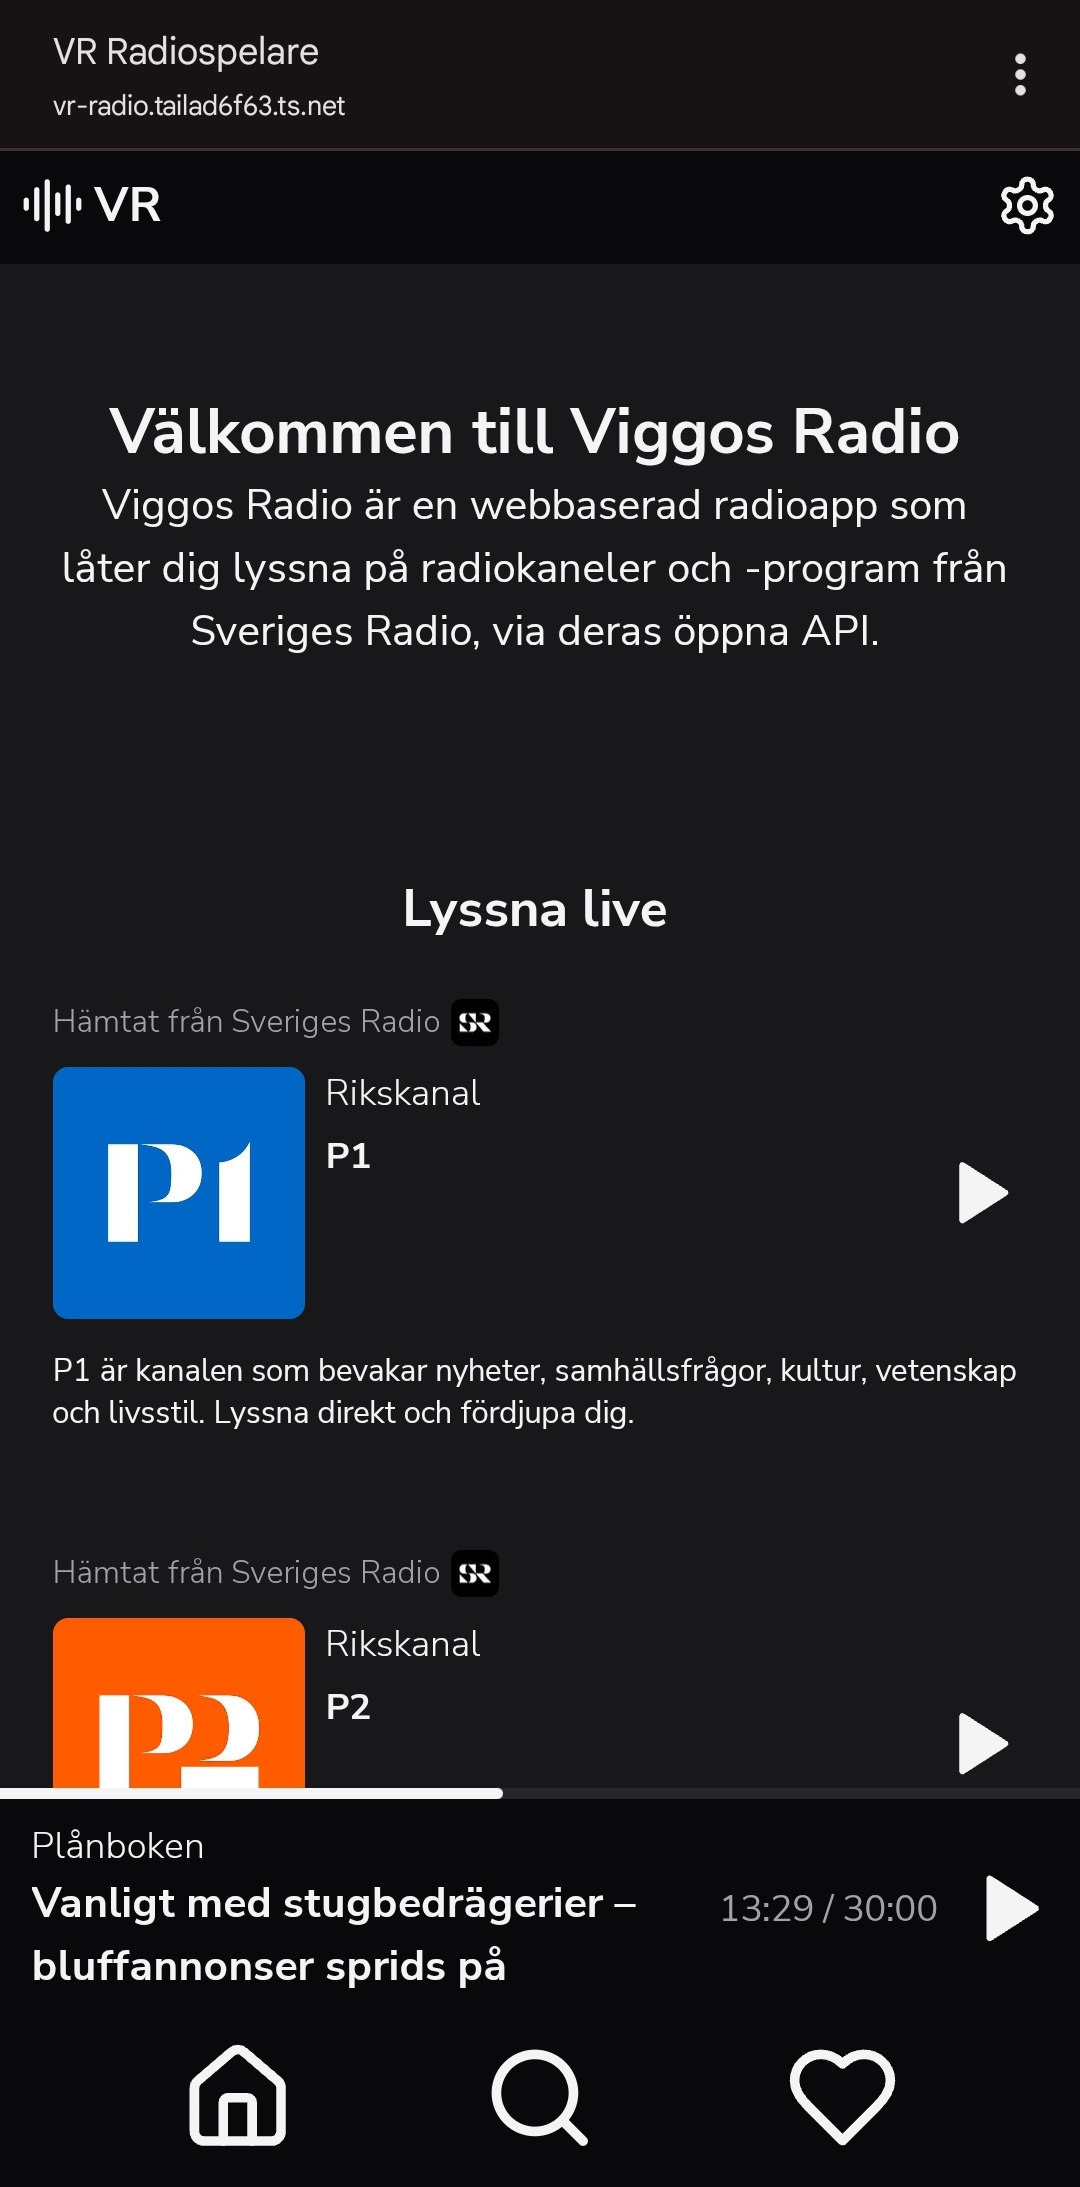 VR Radiospelare
vr-radio.tailad6f63.ts.net
VR
Välkommen till Viggos Radio
Viggos Radio är en webbaserad radioapp som
låter dig lyssna på radiokaneler och -program från
Sveriges Radio, via deras öppna API.
Lyssna live
Hämtat från Sveriges Radio SR
P1
Rikskanal
P1
P1 är kanalen som bevakar nyheter, samhällsfrågor, kultur, vetenskap
och livsstil. Lyssna direkt och fördjupa dig.
Hämtat från Sveriges Radio SR
P2
Rikskanal
P2
Plånboken
Vanligt med stugbedrägerier –
bluffannonser sprids på
13:29 / 30:00